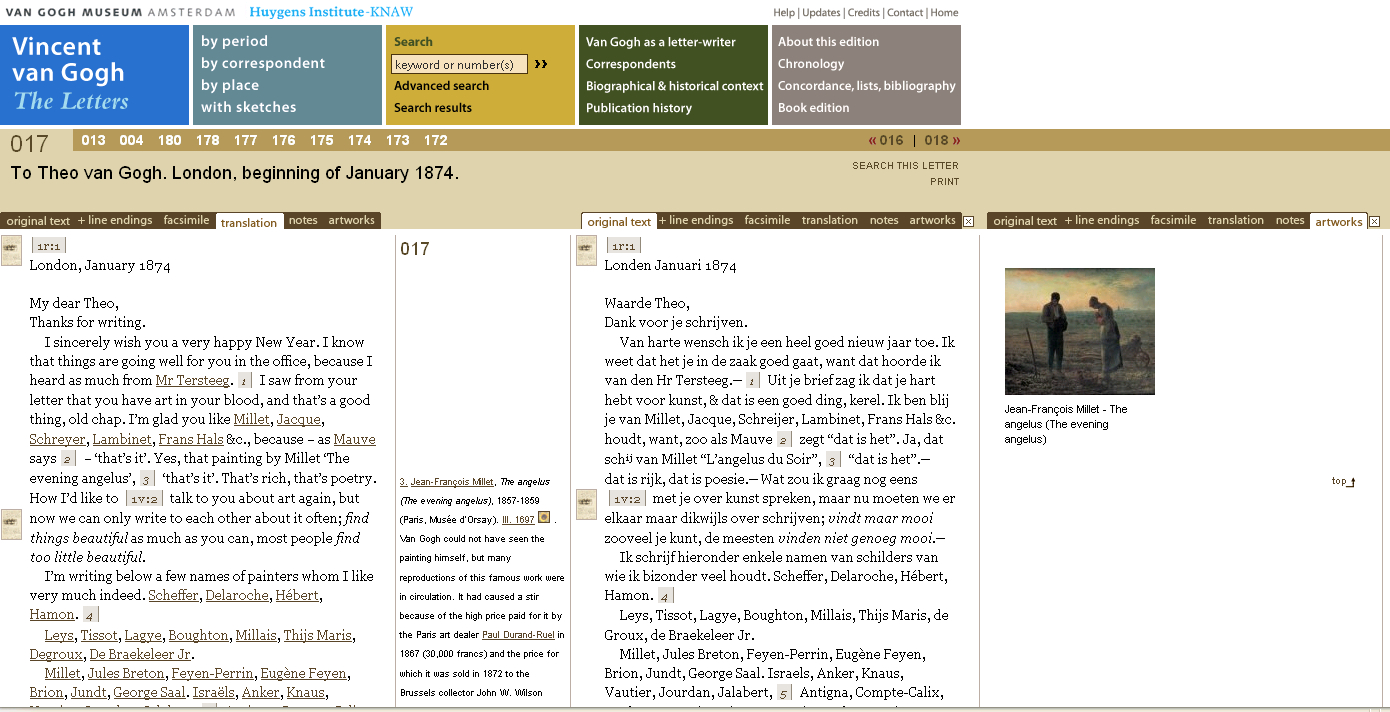 VAN GOGH MUSEUM AMSTERDAM Huygens Institute-KNAW
Help | Updates | Credits | Contact | Home
Vincent
van Gogh
The Letters
by period
by correspondent
by place
with sketches
Search
keyword or number(s)
Advanced search
Search results
Van Gogh as a letter-writer
Correspondents
Biographical & historical context
Publication history
About this edition
Chronology
Concordance, lists, bibliography
Book edition
017 013 004 180 178 177 176 175 174 173 172 « 016 | 018 »
To Theo van Gogh. London, beginning of January 1874.
SEARCH THIS LETTER
PRINT
original text + line endings facsimile translation notes artworks
1r:1
London, January 1874
My dear Theo,
Thanks for writing.
I sincerely wish you a very happy New Year. I know
that things are going well for you in the office, because I
heard as much from Mr Tersteeg. 1 I saw from your
letter that you have art in your blood, and that's a good
thing, old chap. I'm glad you like Millet, Jacque,
Schreyer, Lambinet, Frans Hals &c., because – as Mauve
says 2 – 'that's it'. Yes, that painting by Millet 'The
evening angelus', 3 'that's it'. That's rich, that's poetry.
How I'd like to 1v:2 talk to you about art again, but
now we can only write to each other about it often; find
things beautiful as much as you can, most people find
too little beautiful.
I'm writing below a few names of painters whom I like
very much indeed. Scheffer, Delaroche, Hébert,
Hamon. 4
Leys, Tissot, Lagye, Boughton, Millais, Thijs Maris,
Degroux, De Braekeleer Jr.
Millet, Jules Breton, Feyen-Perrin, Eugène Feyen,
Brion, Jundt, George Saal. Israëls, Anker, Knaus,
017
3. Jean-François Millet, The angelus
(The evening angelus), 1857-1859
(Paris, Musée d'Orsay). Ill. 1697 .
Van Gogh could not have seen the
painting himself, but many
reproductions of this famous work were
in circulation. It had caused a stir
because of the high price paid for it by
the Paris art dealer Paul Durand-Ruel in
1867 (30,000 francs) and the price for
which it was sold in 1872 to the
Brussels collector John W. Wilson
original text + line endings facsimile translation notes artworks
1r:1
Londen Januari 1874
Waarde Theo,
Dank voor je schrijven.
Van harte wensch ik je een heel goed nieuw jaar toe. Ik
weet dat het je in de zaak goed gaat, want dat hoorde ik
van den Hr Tersteeg.— 1 Uit je brief zag ik dat je hart
hebt voor kunst, & dat is een goed ding, kerel. Ik ben blij
je van Millet, Jacque, Schreijer, Lambinet, Frans Hals &c.
houdt, want, zoo als Mauve 2 zegt "dat is het". Ja, dat
schij van Millet "L'angelus du Soir", 3 "dat is het".—
dat is rijk, dat is poesie.— Wat zou ik graag nog eens
1v:2 met je over kunst spreken, maar nu moeten we er
elkaar maar dikwijls over schrijven; vindt maar mooi
zooveel je kunt, de meesten vinden niet genoeg mooi.—
Ik schrijf hieronder enkele namen van schilders van
wie ik bizonder veel houdt. Scheffer, Delaroche, Hébert,
Hamon. 4
Leys, Tissot, Lagye, Boughton, Millais, Thijs Maris, de
Groux, de Braekeleer Jr.
Millet, Jules Breton, Feyen-Perrin, Eugène Feyen,
Brion, Jundt, George Saal. Israels, Anker, Knaus,
Vautier, Jourdan, Jalabert, 5 Antigna, Compte-Calix,
original text + line endings facsimile translation notes artworks
Jean-François Millet - The
angelus (The evening
angelus)
top